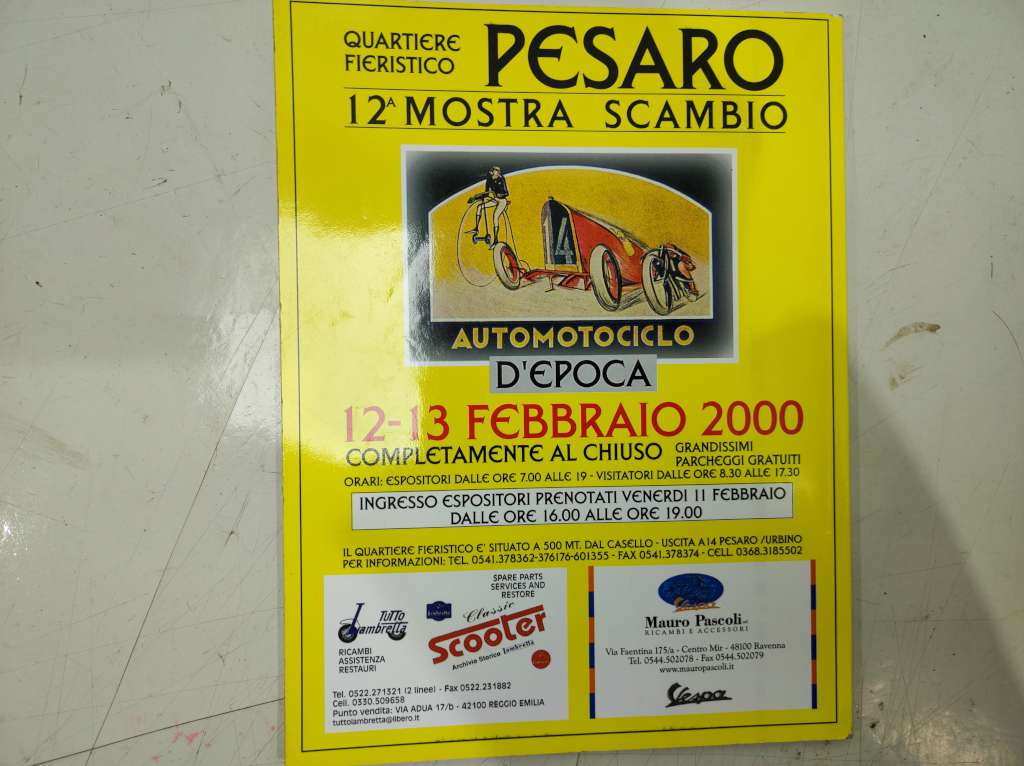 QUARTIERE
FIERISTICO
PESARO
12A MOSTRA SCAMBIO
14
AUTOMOTOCICLO
D'EPOCA
12-13 FEBBRAIO 2000
COMPLETAMENTE AL CHIUSO
GRANDISSIMI
PARCHEGGI GRATUITI
ORARI: ESPOSITORI DALLE ORE 7.00 ALLE 19 - VISITATORI DALLE ORE 8.30 ALLE 17.30
INGRESSO ESPOSITORI PRENOTATI VENERDI 11 FEBBRAIO
DALLE ORE 16.00 ALLE ORE 19.00
IL QUARTIERE FIERISTICO E' SITUATO A 500 MT. DAL CASELLO - USCITA A14 PESARO /URBINO
PER INFORMAZIONI: TEL. 0541.378362-376176-601355 - FAX 0541.378374 - CELL. 0368.3185502
SPARE PARTS
SERVICES AND
RESTORE
TUTTO
Lambretta
RICAMBI
ASSISTENZA
RESTAURI
Classic
Scooter
Archivio Storico Lambretta
Tel. 0522.271321 (2 linee) - Fax 0522.231882
Cell. 0330.509658
Punto vendita: VIA ADUA 17/b - 42100 REGGIO EMILIA
tuttolambretta@libero.it
Vespa
Mauro Pascoli srl
RICAMBI E ACCESSORI
Via Faentina 175/a - Centro Mir - 48100 Ravenna
Tel. 0544.502078 - Fax 0544.502079
www.mauropascoli.it
Vespa